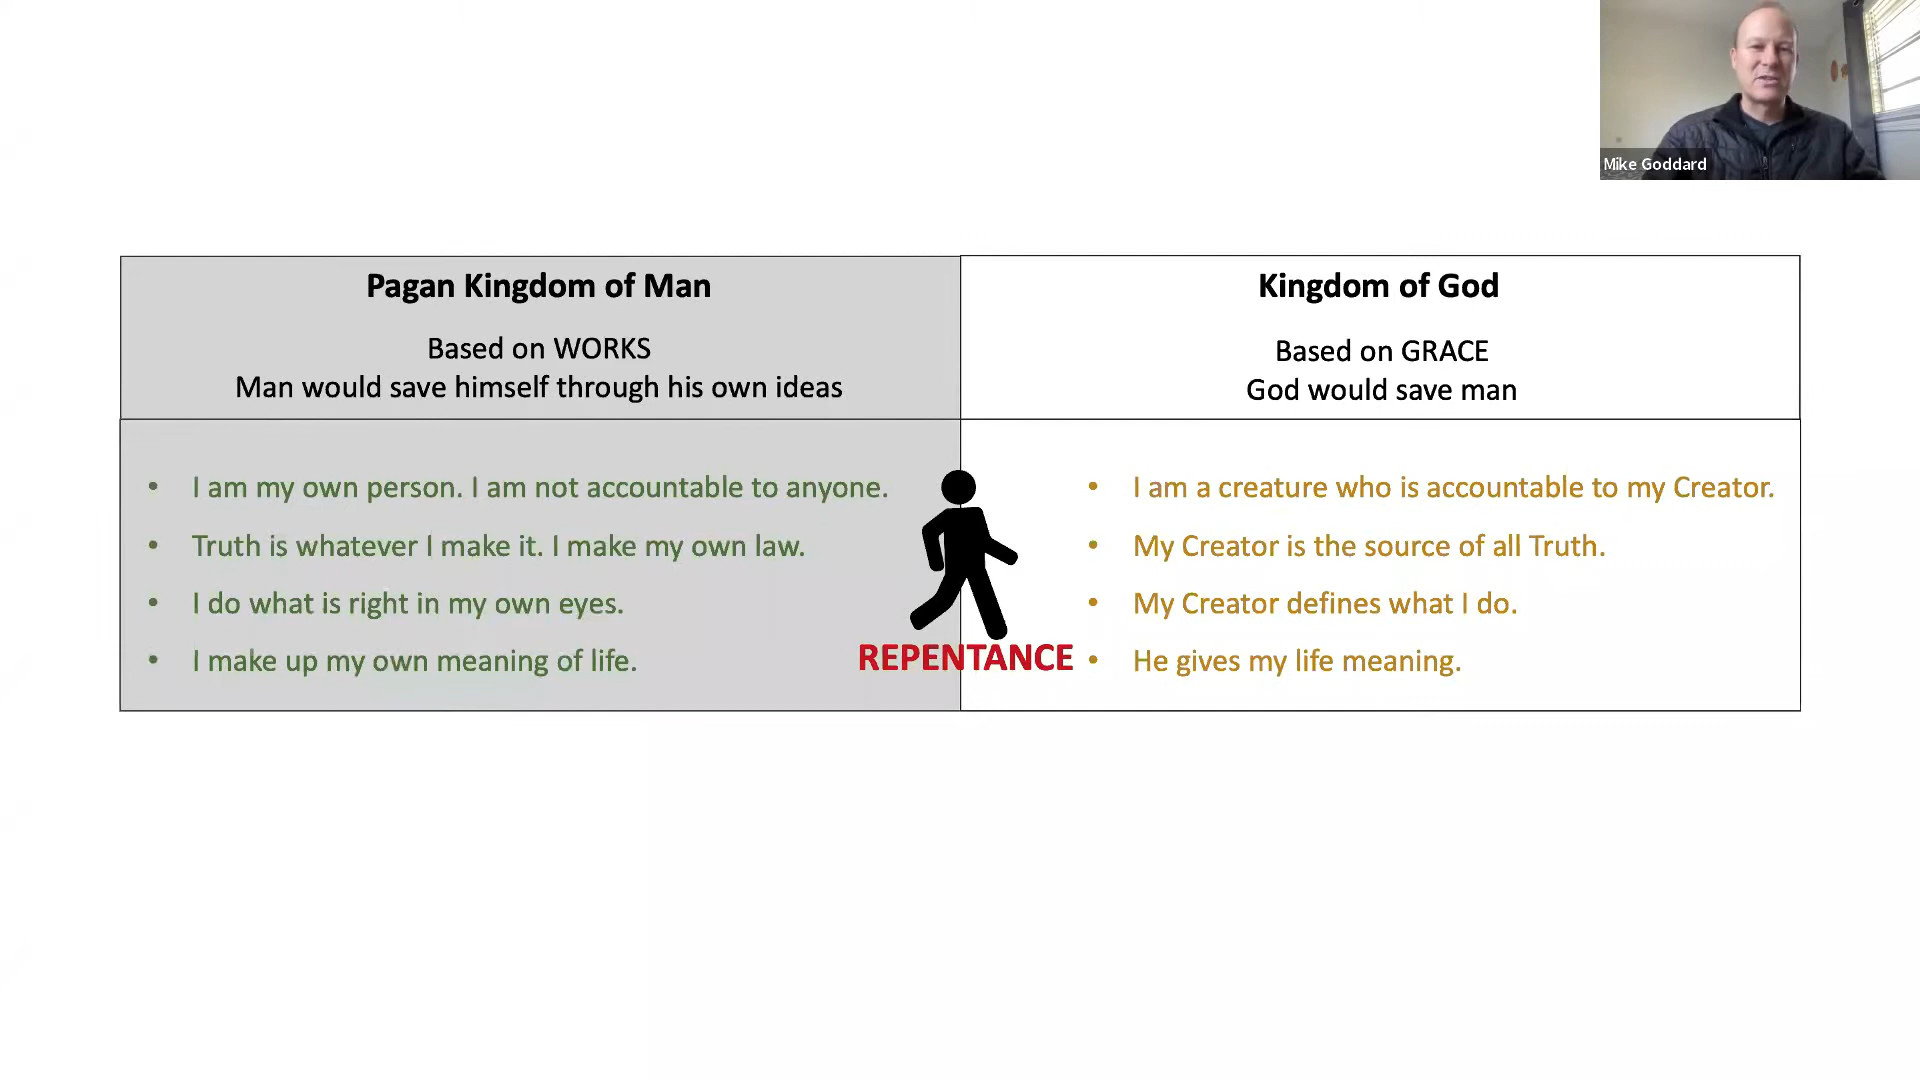 Mike Goddard
Pagan Kingdom of Man
Based on WORKS
Man would save himself through his own ideas
Kingdom of God
Based on GRACE
God would save man
• I am my own person. I am not accountable to anyone.
• Truth is whatever I make it. I make my own law.
• I do what is right in my own eyes.
• I make up my own meaning of life.
REPENTANCE
• I am a creature who is accountable to my Creator.
• My Creator is the source of all Truth.
• My Creator defines what I do.
• He gives my life meaning.